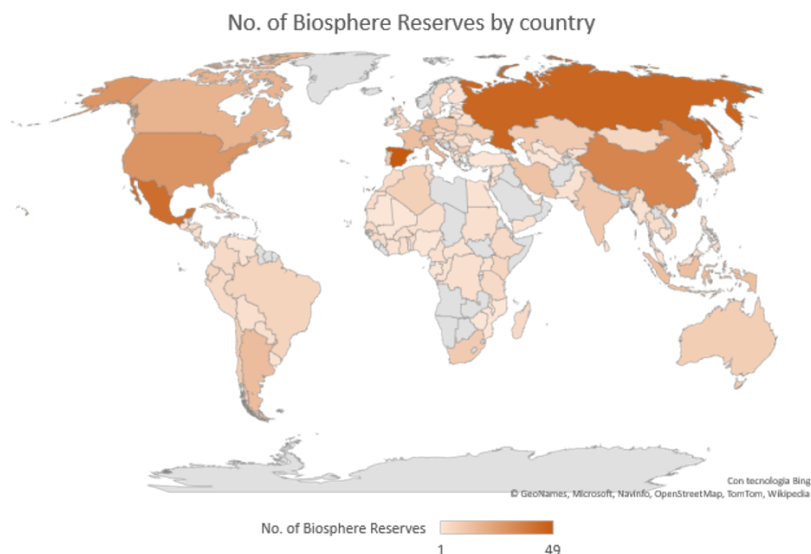 No. of Biosphere Reserves by country
Con tecnología Bing
© GeoNames, Microsoft, Navinfo, OpenStreetMap, TomTom, Wikipedia
No. of Biosphere Reserves
1 49